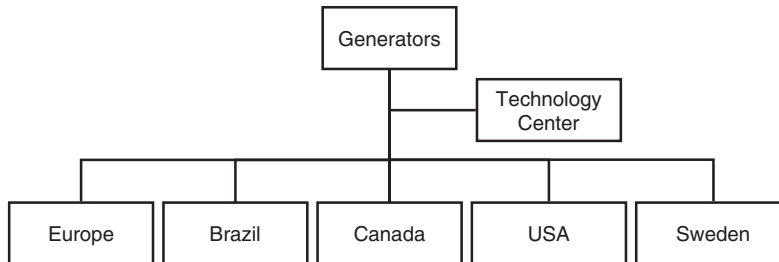 Generators
Technology
Center
Europe
Brazil
Canada
USA
Sweden